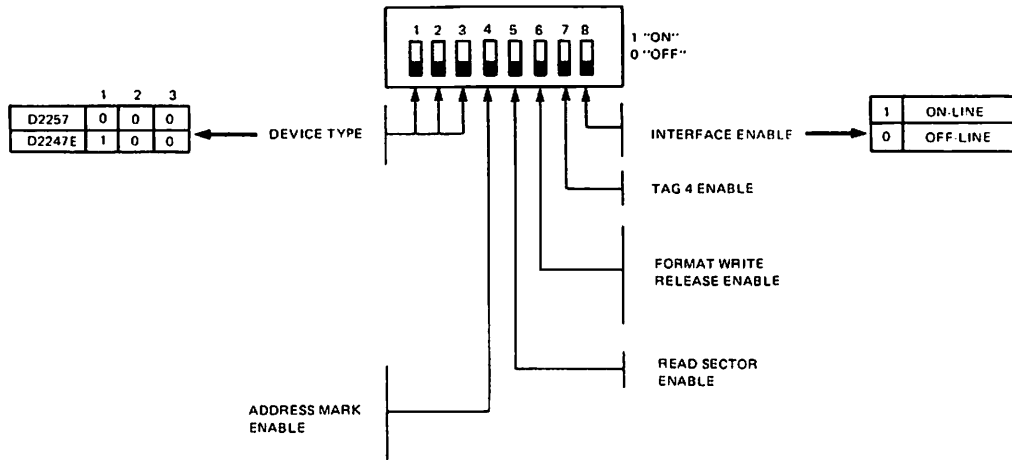 1 2 3 4 5 6 7 8
1 "ON"
0 "OFF"
1 2 3
D2257 0 0 0
D2247E 1 0 0
DEVICE TYPE
INTERFACE ENABLE
1 ON-LINE
0 OFF-LINE
TAG 4 ENABLE
FORMAT WRITE
RELEASE ENABLE
READ SECTOR
ENABLE
ADDRESS MARK
ENABLE